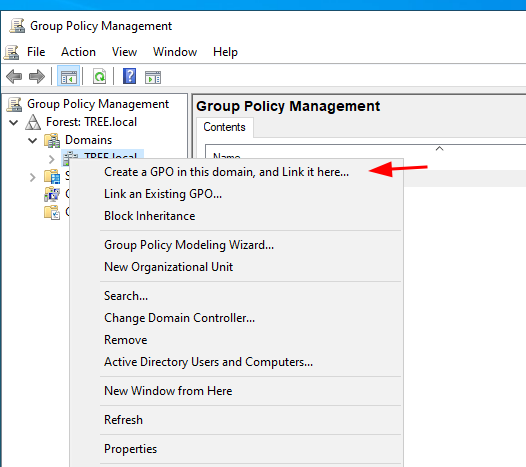 Group Policy Management
File Action View Window Help
Group Policy Management
Forest: TREE.local
Domains
TREE.local
Group Policy Management
Contents
Name
Create a GPO in this domain, and Link it here...
Link an Existing GPO...
Block Inheritance
Group Policy Modeling Wizard...
New Organizational Unit
Search...
Change Domain Controller...
Remove
Active Directory Users and Computers...
New Window from Here
Refresh
Properties